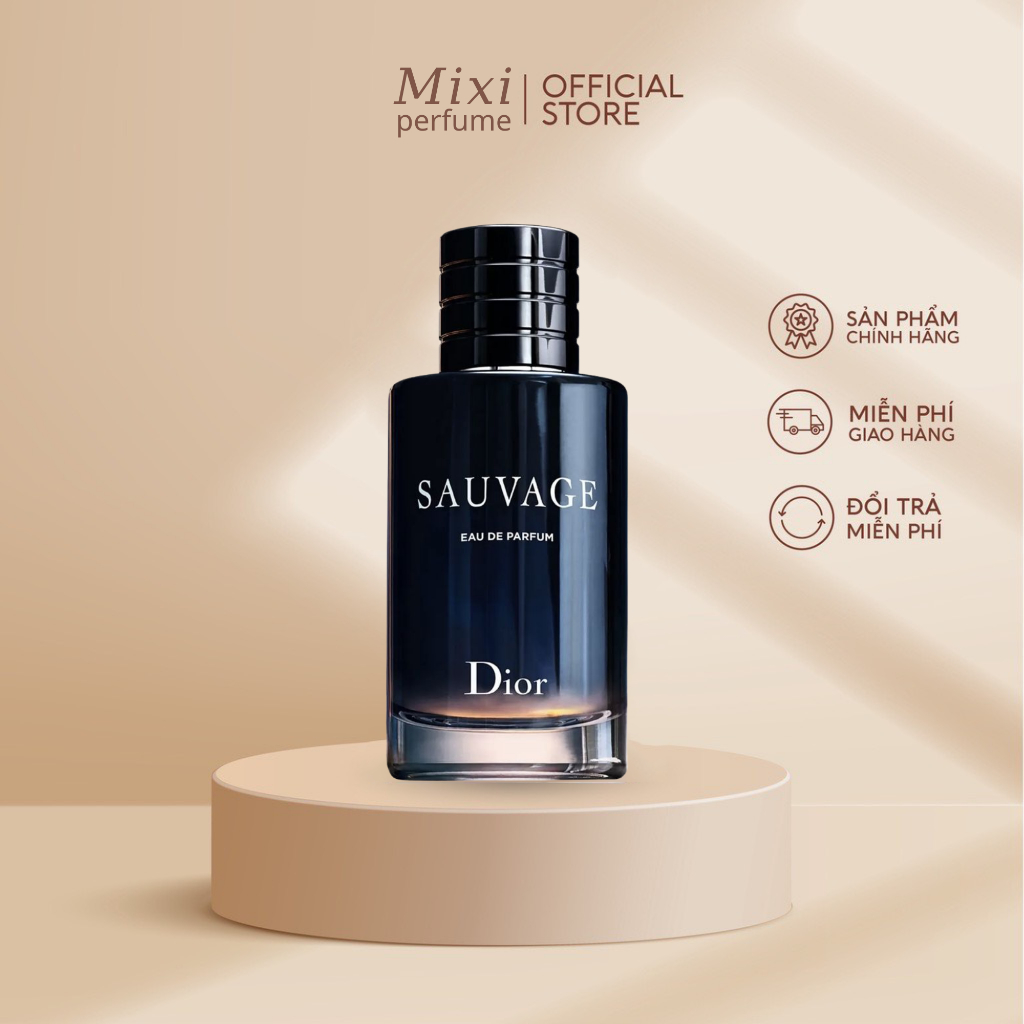 Mixi
perfume
OFFICIAL
STORE
SẢN PHẨM
CHÍNH HÃNG
MIỄN PHÍ
GIAO HÀNG
ĐỔI TRẢ
MIỄN PHÍ
SAUVAGE
EAU DE PARFUM
Dior